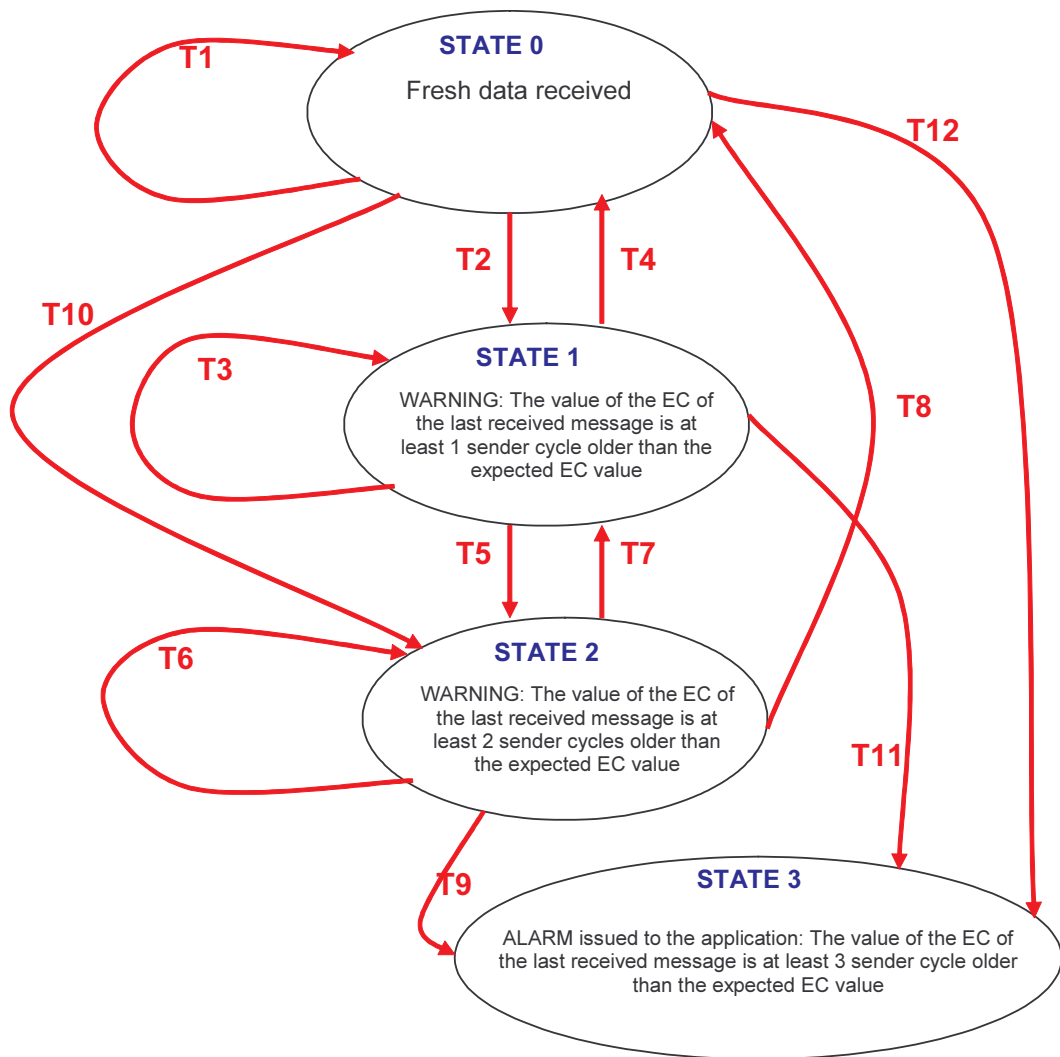 STATE 0
T1
Fresh data received
T12
T2
T4
T10
STATE 1
T3
WARNING: The value of the EC of
the last received message is at
least 1 sender cycle older than the
expected EC value
T8
T5
T7
STATE 2
T6
WARNING: The value of the EC of
the last received message is at
least 2 sender cycles older than
the expected EC value
T11
T9
STATE 3
ALARM issued to the application: The value of the EC of
the last received message is at least 3 sender cycle older
than the expected EC value